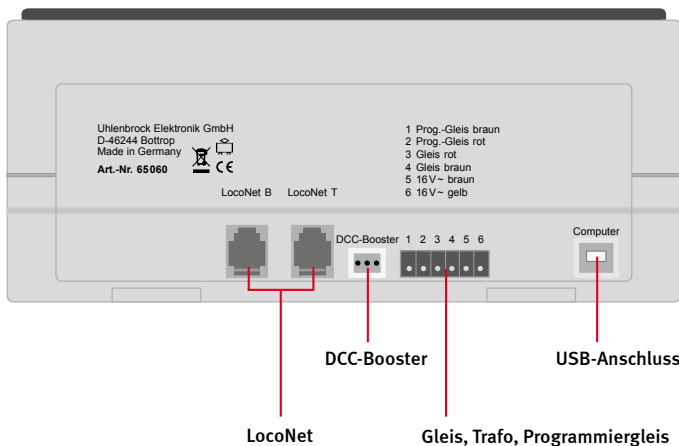 Uhlenbrock Elektronik GmbH
D-46244 Bottrop
Made in Germany
Art.-Nr. 65060
CE
1 Prog.-Gleis braun
2 Prog.-Gleis rot
3 Gleis rot
4 Gleis braun
5 16V~ braun
6 16V~ gelb
LocoNet B LocoNet T
DCC-Booster 1 2 3 4 5 6
Computer
DCC-Booster
USB-Anschluss
LocoNet
Gleis, Trafo, Programmiergleis